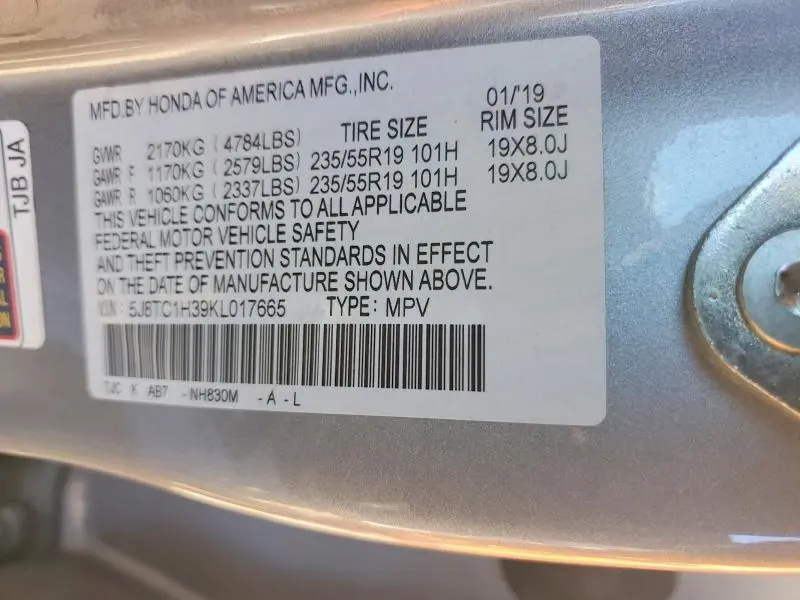 MFD.BY HONDA OF AMERICA MFG.,INC. 01/'19
TIRE SIZE RIM SIZE
GVWR 2170KG (4784LBS)
GAWR F 1170KG (2579LBS) 235/55R19 101H 19X8.0J
GAWR R 1060KG (2337LBS) 235/55R19 101H 19X8.0J
THIS VEHICLE CONFORMS TO ALL APPLICABLE
FEDERAL MOTOR VEHICLE SAFETY
AND THEFT PREVENTION STANDARDS IN EFFECT
ON THE DATE OF MANUFACTURE SHOWN ABOVE.
V.I.N: 5J8TC1H39KL017665 TYPE: MPV
TJC K AB7 -NH830M -A -L
TJB JA